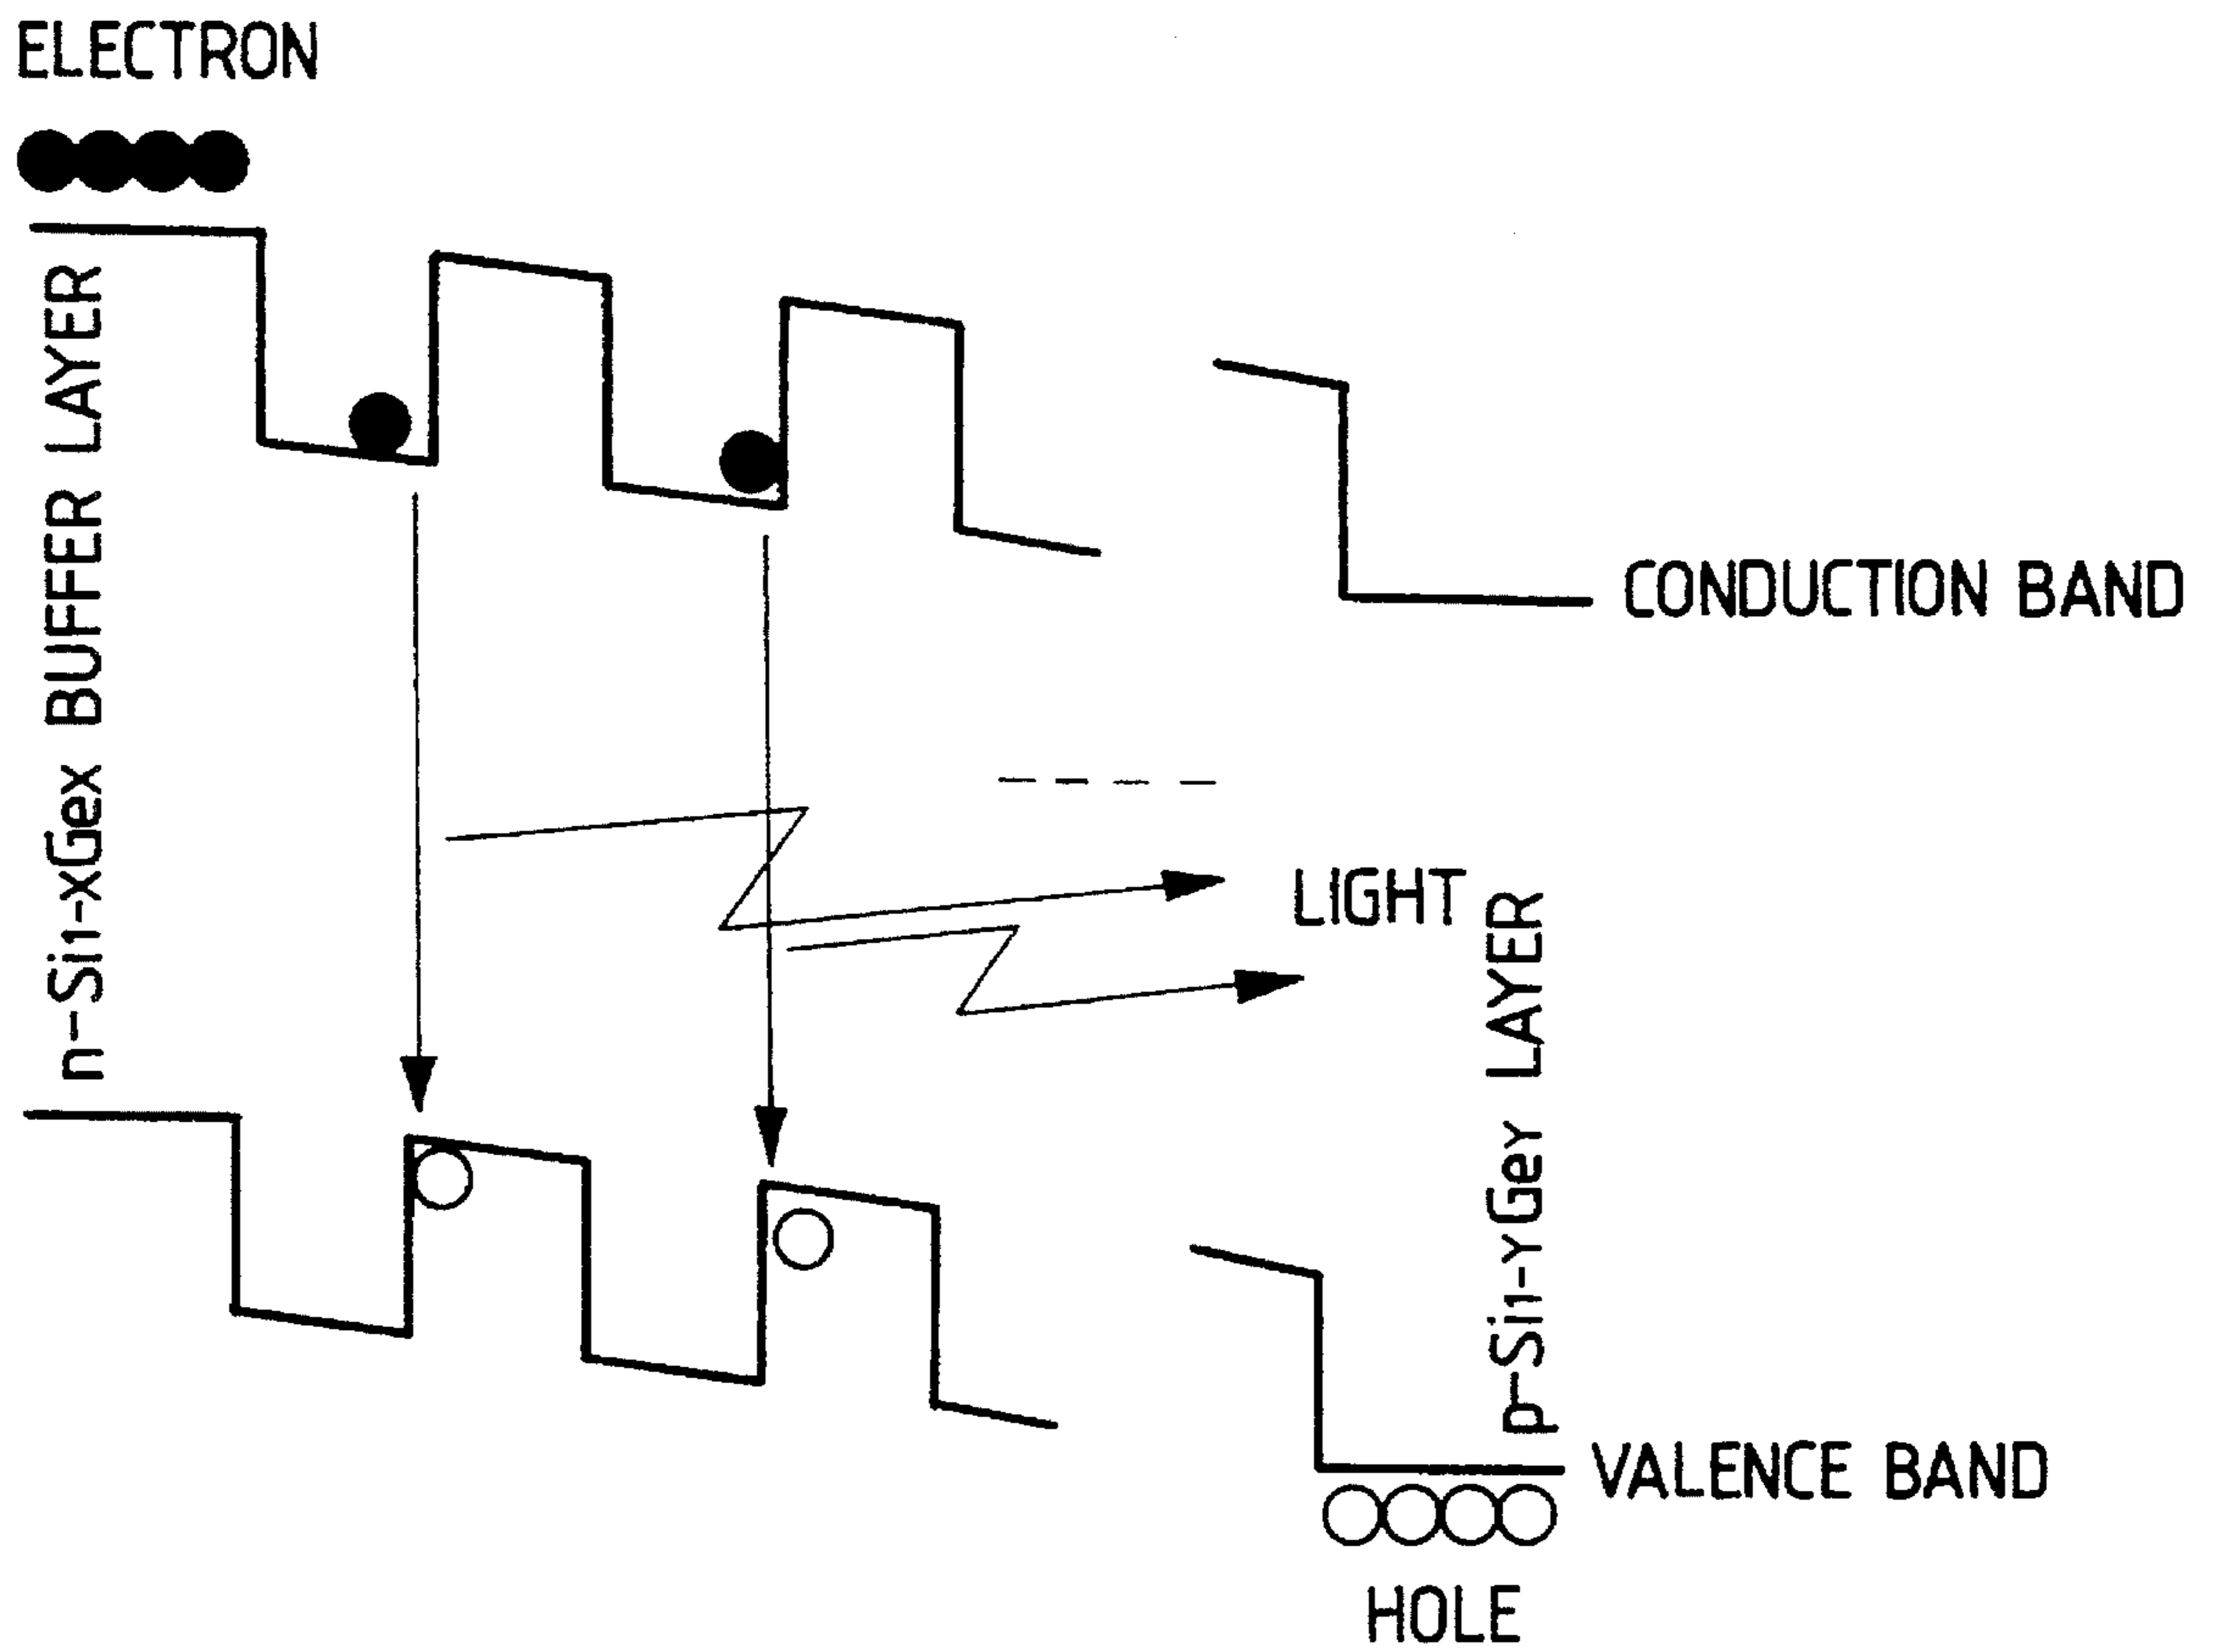 ELECTRON
n-Si1-xGex BUFFER LAYER
CONDUCTION BAND
LIGHT
p-Si1-YGeY LAYER
VALENCE BAND
HOLE